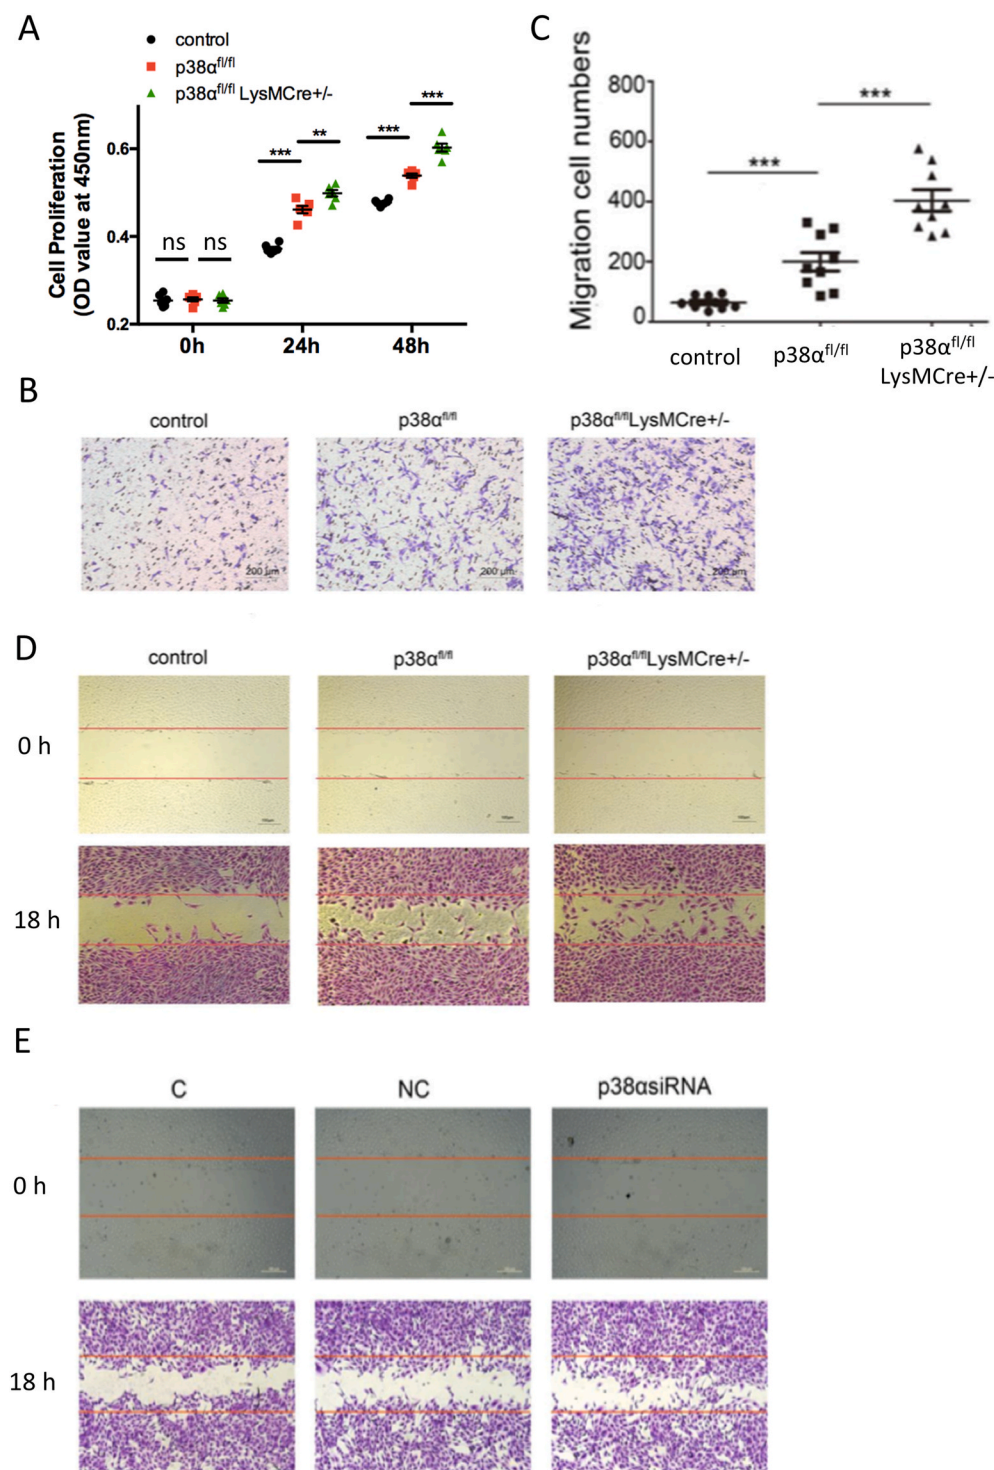 A
control
p38α^fl/fl
p38α^fl/fl LysMCre+/-
Cell Proliferation
(OD value at 450nm)
0.6
0.4
0.2
ns
ns
***
**
***
***
0h
24h
48h
C
Migration cell numbers
800
600
400
200
0
***
***
control
p38α^fl/fl
p38α^fl/fl
LysMCre+/-
B
control
p38α^fl/fl
p38α^fl/fl LysMCre+/-
200 μm
200 μm
200 μm
D
control
p38α^fl/fl
p38α^fl/fl LysMCre+/-
0 h
18 h
E
C
NC
p38αsiRNA
0 h
18 h